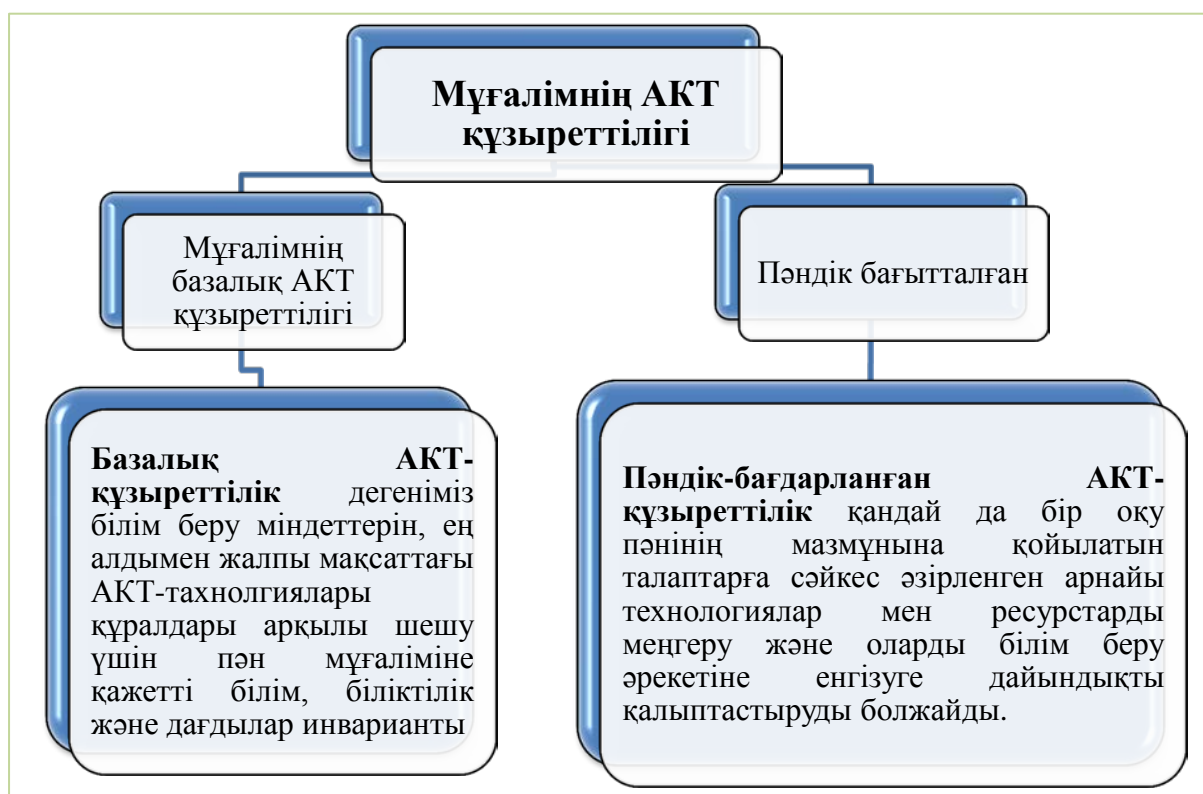 Мұғалімнің АКТ
құзыреттілігі
Мұғалімнің
базалық АКТ
құзыреттілігі
Пәндік бағытталған
Базалық АКТ-
құзыреттілік дегеніміз
білім беру міндеттерін, ең
алдымен жалпы мақсаттағы
АКТ-тахнолгиялары
құралдары арқылы шешу
үшін пән мұғаліміне
қажетті білім, біліктілік
және дағдылар инварианты
Пәндік-бағдарланған АКТ-
құзыреттілік қандай да бір оқу
пәнінің мазмұнына қойылатын
талаптарға сәйкес әзірленген арнайы
технологиялар мен ресурстарды
меңгеру және оларды білім беру
әрекетіне енгізуге дайындықты
қалыптастыруды болжайды.